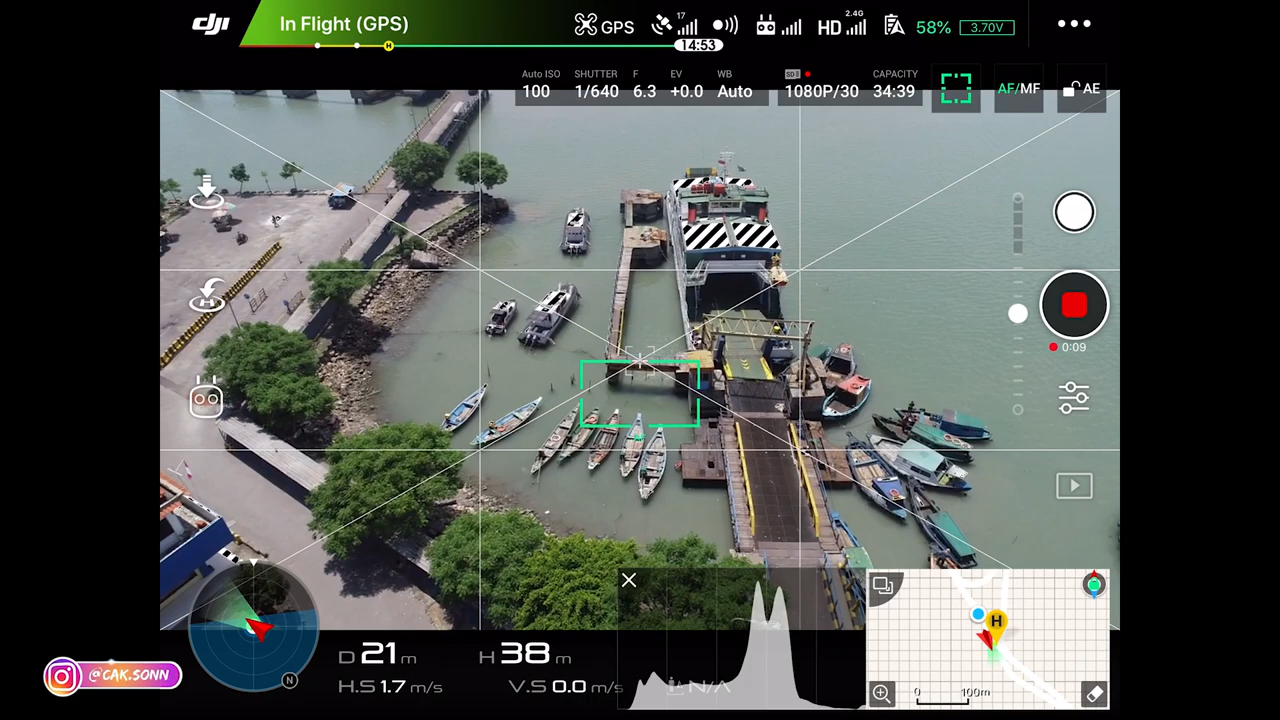 dji In Flight (GPS) GPS 17 HD 2.4G 58% 3.70V
14:53
Auto ISO SHUTTER F EV WB SD CAPACITY
100 1/640 6.3 +0.0 Auto 1080P/30 34:39 AF/MF AE
0:09
H
D 21 m H 38 m
H.S 1.7 m/s V.S 0.0 m/s N/A
N
H
0 100m
@CAK.SONN